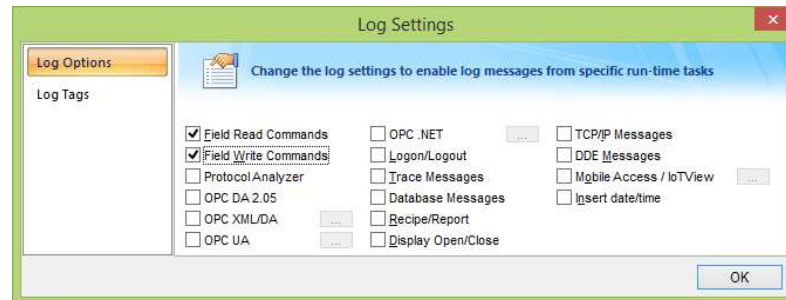 Log Settings
Log Options
Log Tags
Change the log settings to enable log messages from specific run-time tasks
Field Read Commands
Field Write Commands
Protocol Analyzer
OPC DA 2.05
OPC XML/DA ...
OPC UA ...
OPC .NET ...
Logon/Logout
Trace Messages
Database Messages
Recipe/Report
Display Open/Close
TCP/IP Messages
DDE Messages
Mobile Access / IoTView ...
Insert date/time
OK